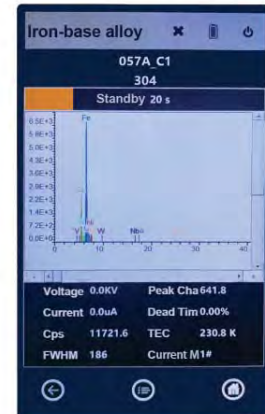 Iron-base alloy
057A_C1
304
Standby 20 s
6.5E+3
5.8E+3
5.0E+3
4.3E+3
3.6E+3
2.9E+3
2.2E+3
1.4E+3
7.2E+2
0.0E+0
Fe
Ni
V
W
Nb
0 10 20 30 40
Voltage 0.0KV Peak Cha 641.8
Current 0.0uA Dead Tim 0.00%
Cps 11721.6 TEC 230.8 K
FWHM 186 Current M 1#